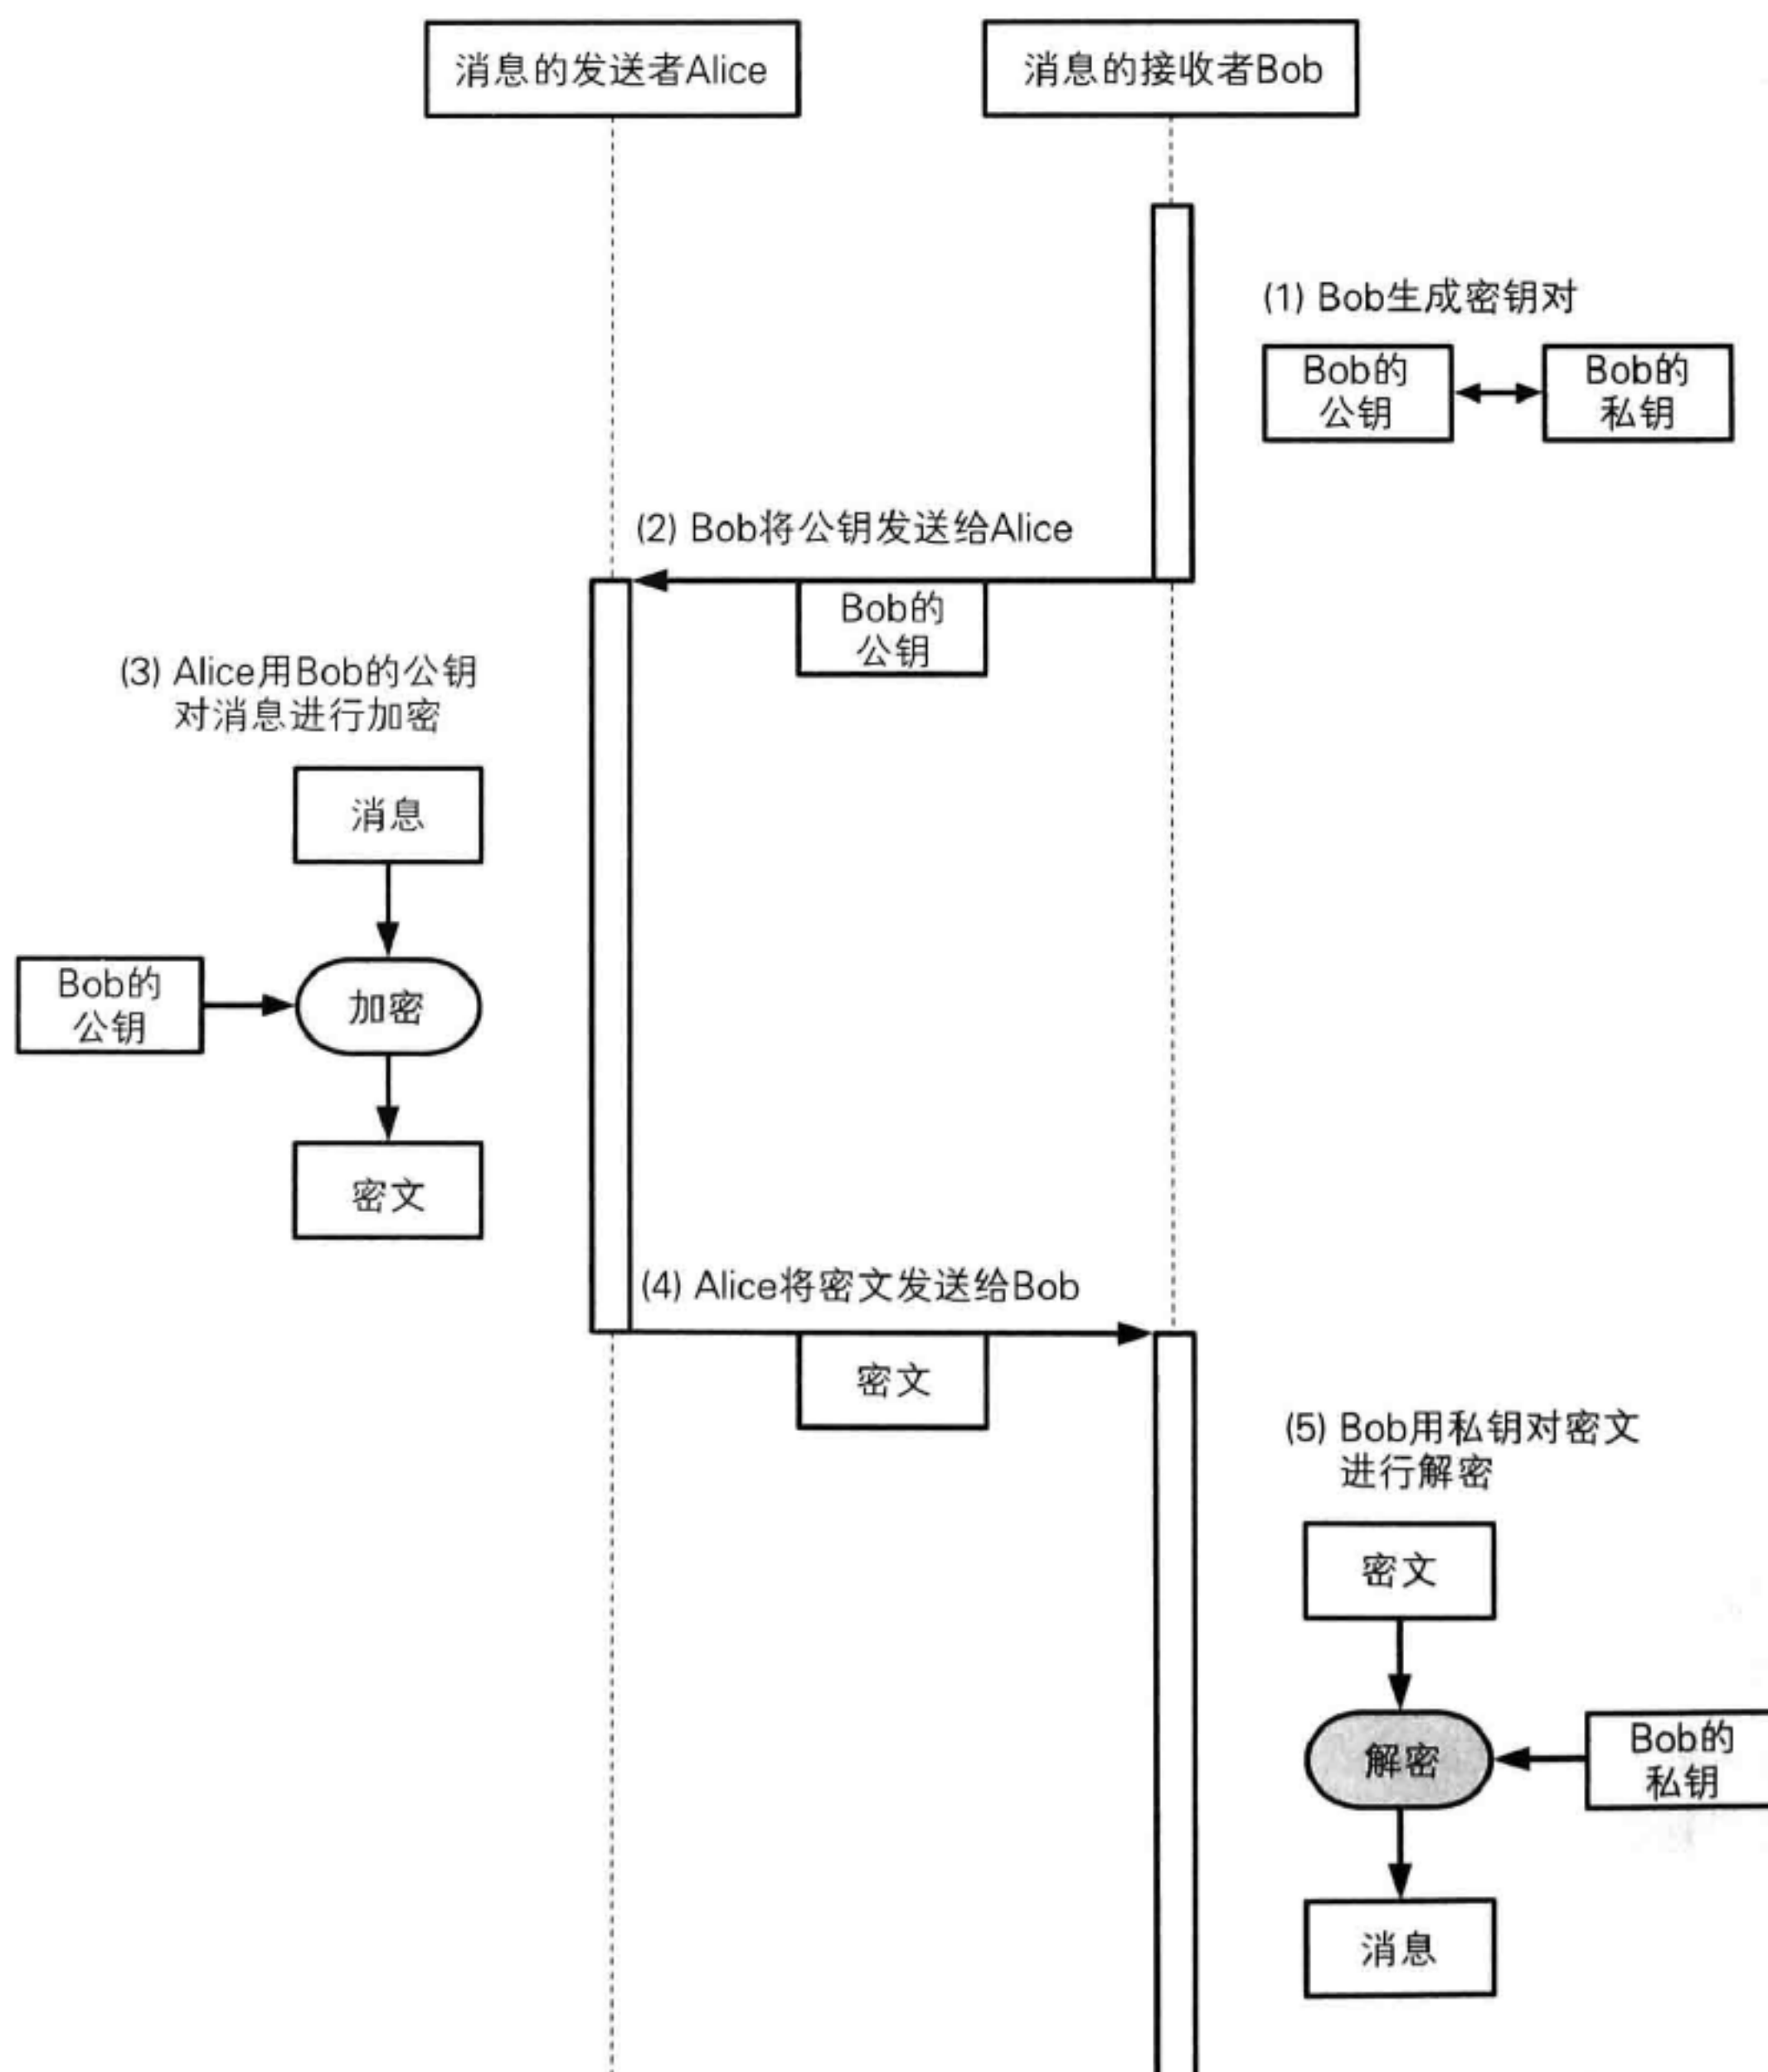 消息的发送者Alice
消息的接收者Bob
(1) Bob生成密钥对
Bob的
公钥
Bob的
私钥
(2) Bob将公钥发送给Alice
Bob的
公钥
(3) Alice用Bob的公钥
对消息进行加密
消息
Bob的
公钥
加密
密文
(4) Alice将密文发送给Bob
密文
(5) Bob用私钥对密文
进行解密
密文
解密
Bob的
私钥
消息